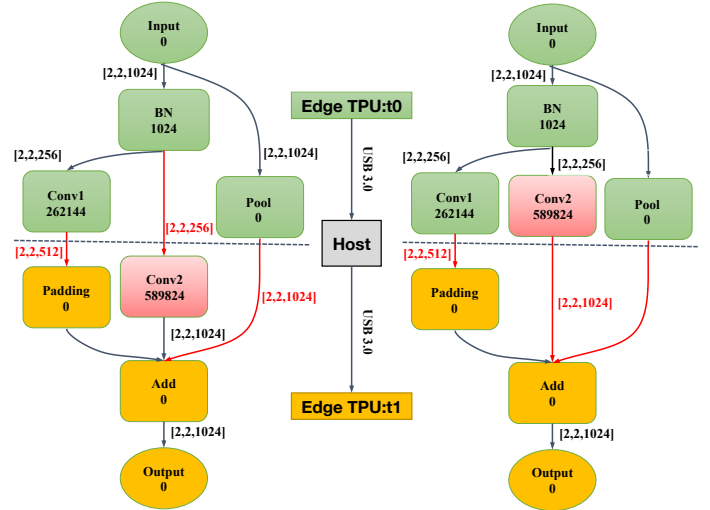 Input
0
[2,2,1024]
BN
1024
[2,2,256]
[2,2,1024]
Conv1
262144
Pool
0
[2,2,256]
[2,2,512]
Padding
0
Conv2
589824
[2,2,1024]
[2,2,1024]
Add
0
[2,2,1024]
Output
0
Edge TPU:t0
USB 3.0
Host
USB 3.0
Edge TPU:t1
Input
0
[2,2,1024]
BN
1024
[2,2,256]
[2,2,256]
[2,2,1024]
Conv1
262144
Conv2
589824
Pool
0
[2,2,512]
Padding
0
[2,2,1024]
Add
0
[2,2,1024]
Output
0